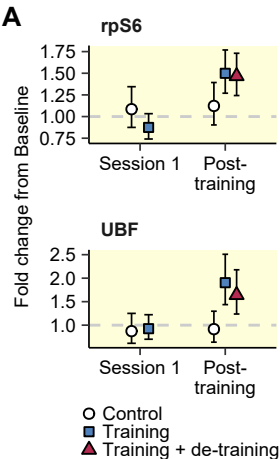 A
rpS6
1.75
1.50
1.25
1.00
0.75
Session 1 Post-
training
Fold change from Baseline
UBF
2.5
2.0
1.5
1.0
Session 1 Post-
training
Control
Training
Training + de-training